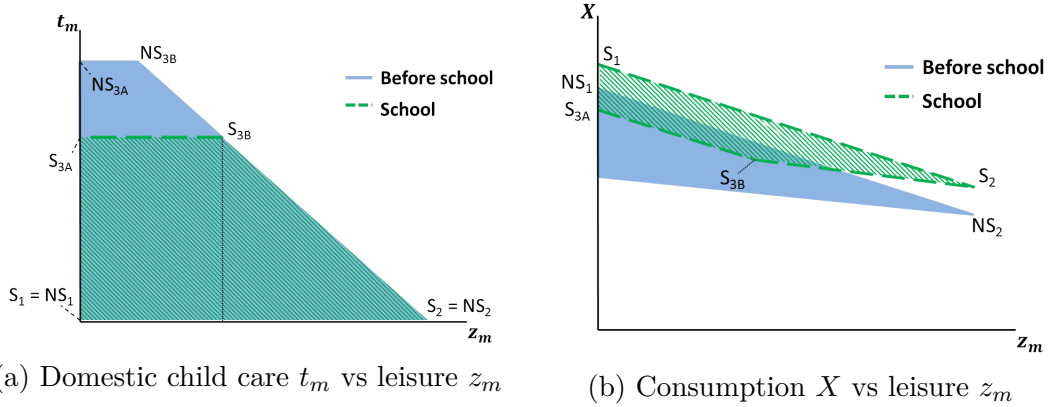 t_m
NS_3B
NS_3A
Before school
School
S_3B
S_3A
S_1 = NS_1
S_2 = NS_2
z_m
(a) Domestic child care t_m vs leisure z_m
X
S_1
NS_1
S_3A
Before school
School
S_3B
S_2
NS_2
z_m
(b) Consumption X vs leisure z_m